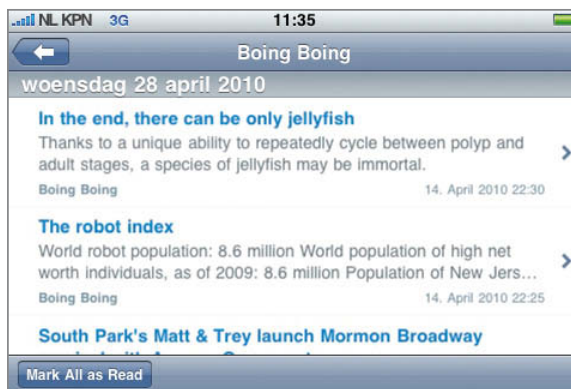 NL KPN 3G 11:35
Boing Boing
woensdag 28 april 2010
In the end, there can be only jellyfish
Thanks to a unique ability to repeatedly cycle between polyp and
adult stages, a species of jellyfish may be immortal.
Boing Boing 14. April 2010 22:30
The robot index
World robot population: 8.6 million World population of high net
worth individuals, as of 2009: 8.6 million Population of New Jers...
Boing Boing 14. April 2010 22:25
South Park's Matt & Trey launch Mormon Broadway
Mark All as Read